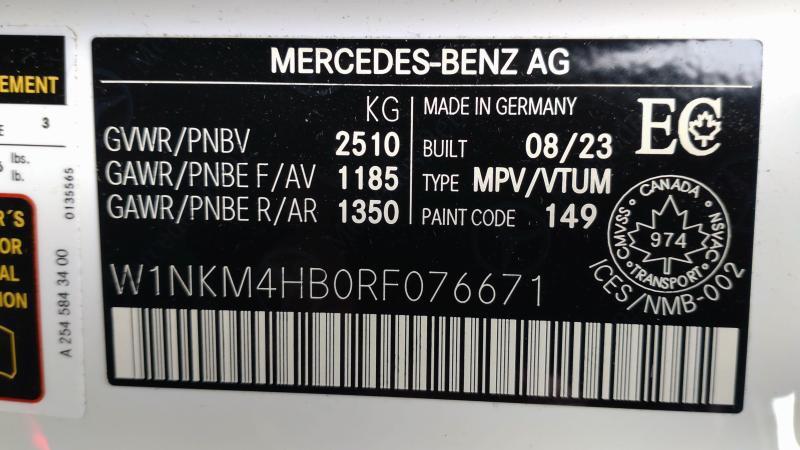 MERCEDES-BENZ AG
KG
GVWR/PNBV 2510
GAWR/PNBE F/AV 1185
GAWR/PNBE R/AR 1350
MADE IN GERMANY
BUILT 08/23
TYPE MPV/VTUM
PAINT CODE 149
EC
CANADA
CMVSS NSVAC
974
TRANSPORT
ICES/NMB-002
W1NKM4HB0RF076671
EMENT
E 3
lbs.
lb.
R´S
OR
AL
TION
0135565
A 254 584 34 00